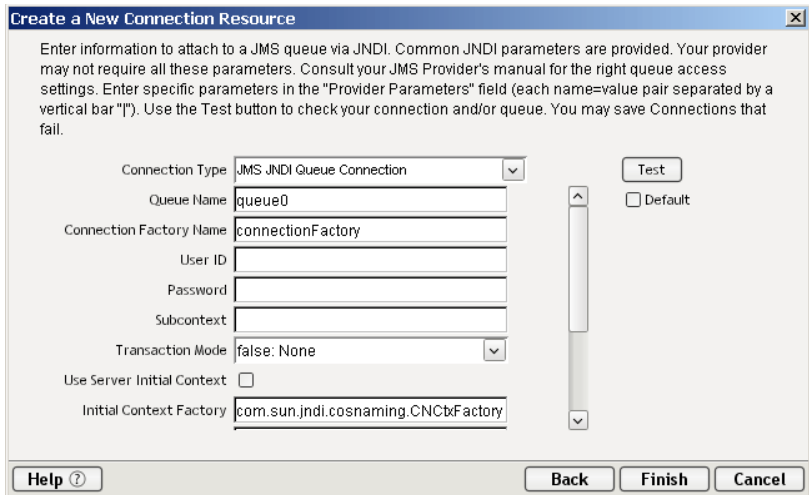 Create a New Connection Resource
Enter information to attach to a JMS queue via JNDI. Common JNDI parameters are provided. Your provider
may not require all these parameters. Consult your JMS Provider's manual for the right queue access
settings. Enter specific parameters in the "Provider Parameters" field (each name=value pair separated by a
vertical bar "|"). Use the Test button to check your connection and/or queue. You may save Connections that
fail.
Connection Type JMS JNDI Queue Connection Test
Queue Name queue0 Default
Connection Factory Name connectionFactory
User ID
Password
Subcontext
Transaction Mode false: None
Use Server Initial Context
Initial Context Factory com.sun.jndi.cosnaming.CNCtxFactory
Help ? Back Finish Cancel